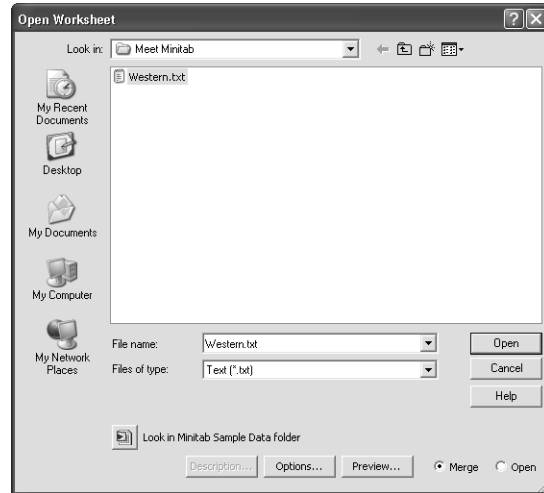 Open Worksheet
Look in: Meet Minitab
Western.txt
My Recent
Documents
Desktop
My Documents
My Computer
My Network
Places
File name: Western.txt Open
Files of type: Text (*.txt) Cancel
Help
Look in Minitab Sample Data folder
Description... Options... Preview... Merge Open